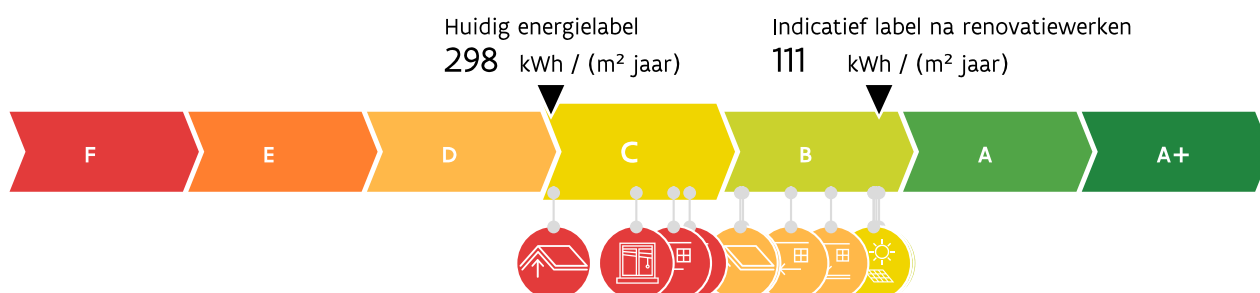 Huidig energielabel
298 kWh / (m² jaar)
Indicatief label na renovatiewerken
111 kWh / (m² jaar)
F E D C B A A+